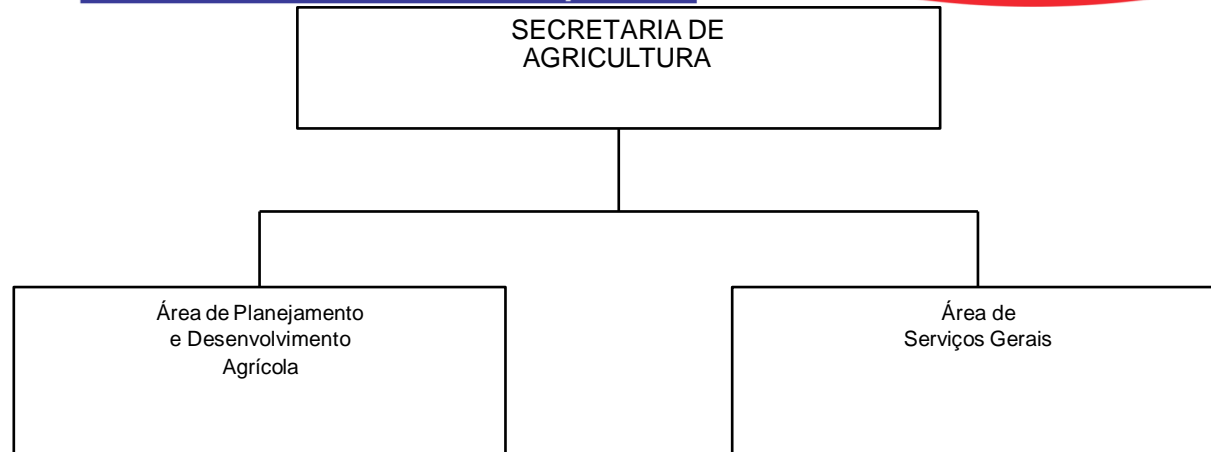 SECRETARIA DE
AGRICULTURA
Área de Planejamento
e Desenvolvimento
Agrícola
Área de
Serviços Gerais